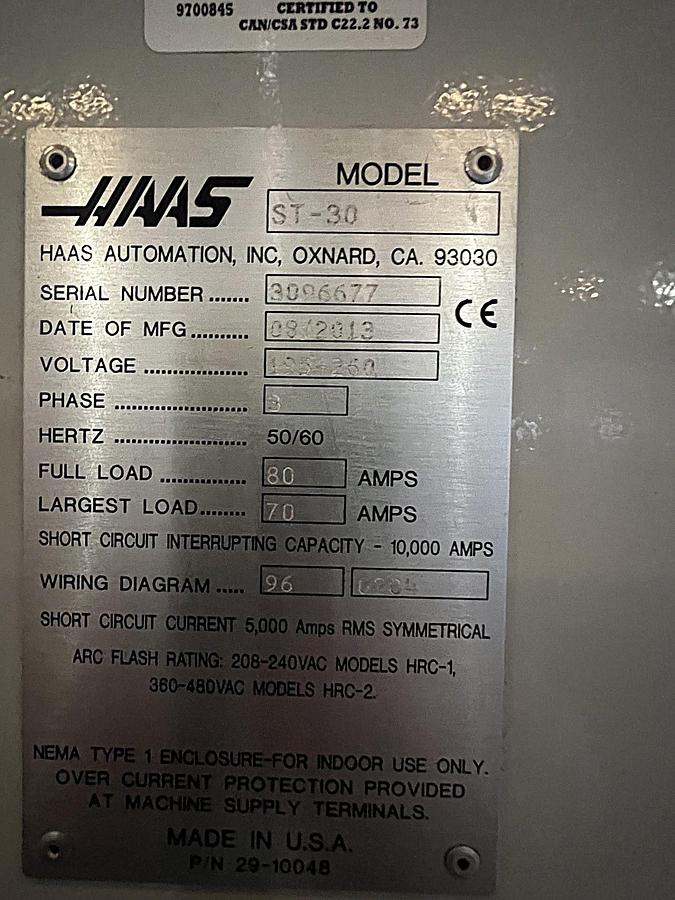 9700845 CERTIFIED TO
CAN/CSA STD C22.2 NO. 73
HAAS
MODEL
ST-30
HAAS AUTOMATION, INC, OXNARD, CA. 93030
SERIAL NUMBER ....... 3096677
DATE OF MFG.......... 09/2013
VOLTAGE .................. 195-260
PHASE ....................... 3
HERTZ ....................... 50/60
FULL LOAD ............... 80 AMPS
LARGEST LOAD........ 70 AMPS
SHORT CIRCUIT INTERRUPTING CAPACITY - 10,000 AMPS
WIRING DIAGRAM ..... 96
SHORT CIRCUIT CURRENT 5,000 Amps RMS SYMMETRICAL
ARC FLASH RATING: 208-240VAC MODELS HRC-1,
360-480VAC MODELS HRC-2.
NEMA TYPE 1 ENCLOSURE-FOR INDOOR USE ONLY.
OVER CURRENT PROTECTION PROVIDED
AT MACHINE SUPPLY TERMINALS.
MADE IN U.S.A.
P/N 29-10048